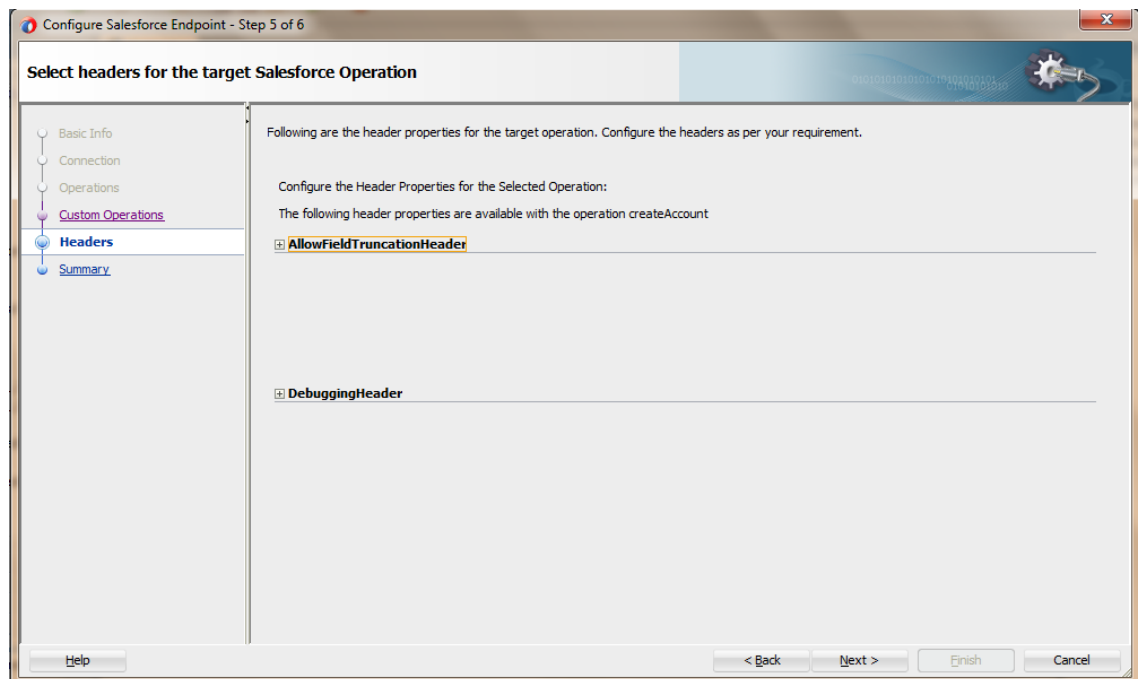 Configure Salesforce Endpoint - Step 5 of 6
Select headers for the target Salesforce Operation
Basic Info
Connection
Operations
Custom Operations
Headers
Summary
Following are the header properties for the target operation. Configure the headers as per your requirement.
Configure the Header Properties for the Selected Operation:
The following header properties are available with the operation createAccount
AllowFieldTruncationHeader
DebuggingHeader
Help
< Back
Next >
Finish
Cancel